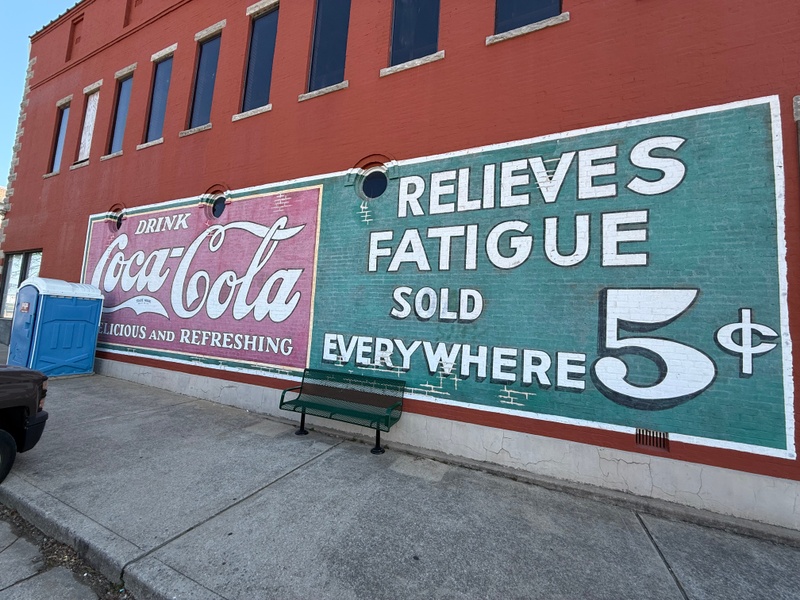 DRINK
Coca-Cola
ELICIOUS AND REFRESHING
RELIEVES
FATIGUE
SOLD
EVERYWHERE 5¢